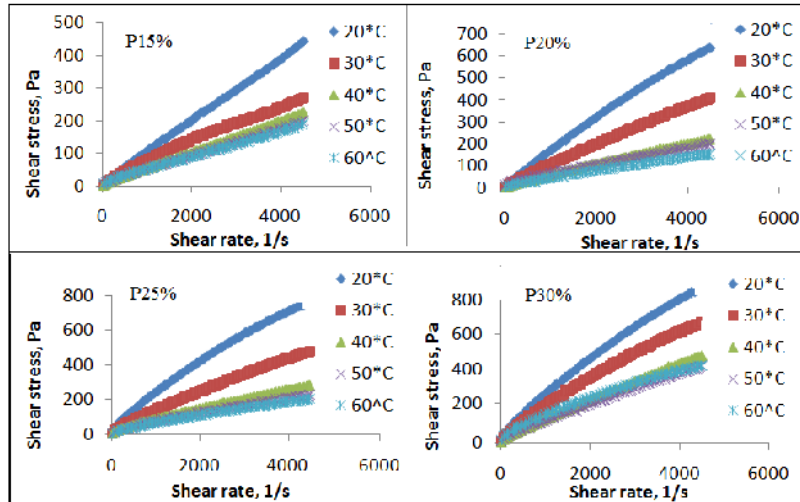 P15%
Shear stress, Pa
500
400
300
200
100
0
0 2000 4000 6000
Shear rate, 1/s
20*C
30*C
40*C
50*C
60^C
P20%
Shear stress, Pa
700
600
500
400
300
200
100
0
0 2000 4000 6000
Shear rate, 1/s
20*C
30*C
40*C
50*C
60^C
P25%
Shear stress, Pa
800
600
400
200
0
0 2000 4000 6000
Shear rate, 1/s
20*C
30*C
40*C
50*C
60^C
P30%
Shear stress, Pa
800
600
400
200
0
0 2000 4000 6000
Shear rate, 1/s
20*C
30*C
40*C
50*C
60^C